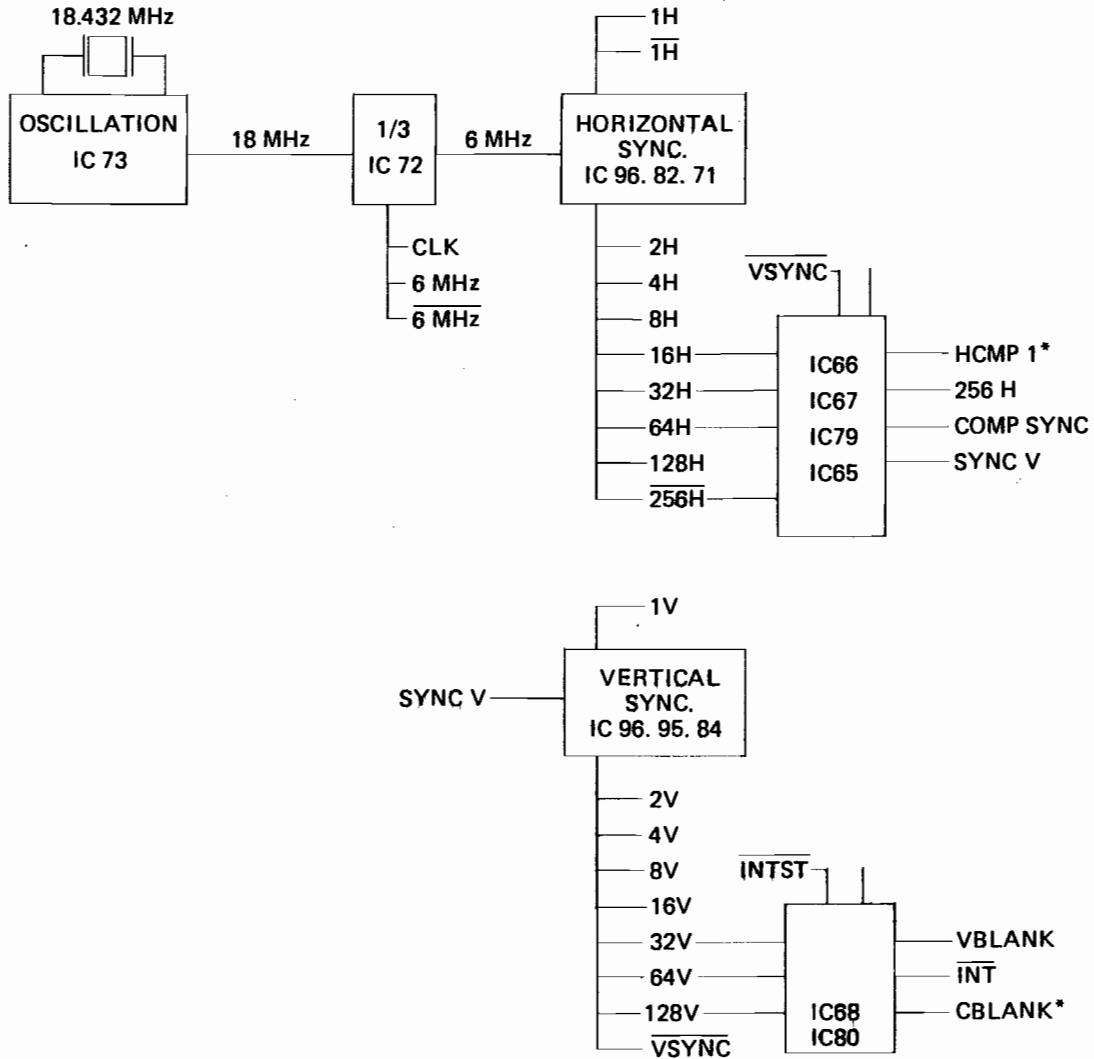 18.432 MHz
OSCILLATION
IC 73
18 MHz
1/3
IC 72
6 MHz
CLK
6 MHz
6 MHz
1H
1H
HORIZONTAL
SYNC.
IC 96. 82. 71
2H
4H
8H
16H
32H
64H
128H
256H
VSYNC
IC66
IC67
IC79
IC65
HCMP 1*
256 H
COMP SYNC
SYNC V
1V
SYNC V
VERTICAL
SYNC.
IC 96. 95. 84
2V
4V
8V
16V
32V
64V
128V
VSYNC
INTST
IC68
IC80
VBLANK
INT
CBLANK*